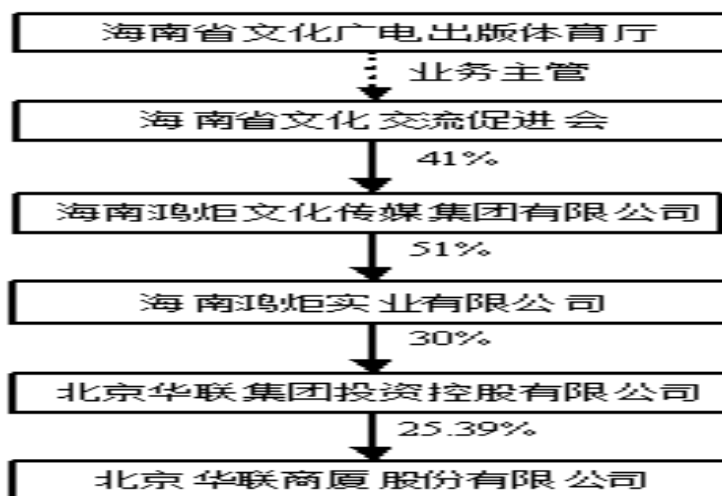 海南省文化广电出版体育厅
业务主管
海南省文化交流促进会
41%
海南鸿炬文化传媒集团有限公司
51%
海南鸿炬实业有限公司
30%
北京华联集团投资控股有限公司
25.39%
北京华联商厦股份有限公司